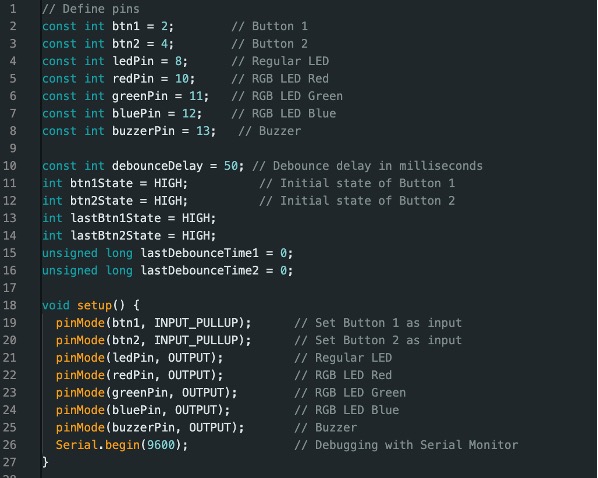 1 // Define pins
2 const int btn1 = 2; // Button 1
3 const int btn2 = 4; // Button 2
4 const int ledPin = 8; // Regular LED
5 const int redPin = 10; // RGB LED Red
6 const int greenPin = 11; // RGB LED Green
7 const int bluePin = 12; // RGB LED Blue
8 const int buzzerPin = 13; // Buzzer
9
10 const int debounceDelay = 50; // Debounce delay in milliseconds
11 int btn1State = HIGH; // Initial state of Button 1
12 int btn2State = HIGH; // Initial state of Button 2
13 int lastBtn1State = HIGH;
14 int lastBtn2State = HIGH;
15 unsigned long lastDebounceTime1 = 0;
16 unsigned long lastDebounceTime2 = 0;
17
18 void setup() {
19 pinMode(btn1, INPUT_PULLUP); // Set Button 1 as input
20 pinMode(btn2, INPUT_PULLUP); // Set Button 2 as input
21 pinMode(ledPin, OUTPUT); // Regular LED
22 pinMode(redPin, OUTPUT); // RGB LED Red
23 pinMode(greenPin, OUTPUT); // RGB LED Green
24 pinMode(bluePin, OUTPUT); // RGB LED Blue
25 pinMode(buzzerPin, OUTPUT); // Buzzer
26 Serial.begin(9600); // Debugging with Serial Monitor
27 }